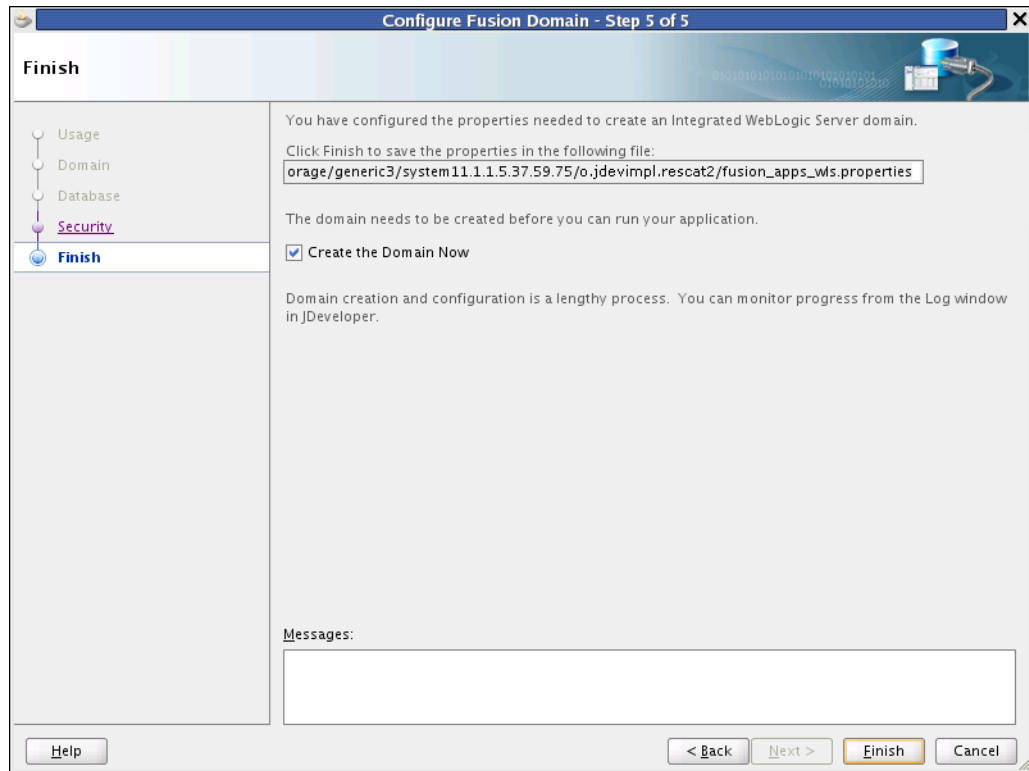 Configure Fusion Domain - Step 5 of 5
Finish
Usage
Domain
Database
Security
Finish
You have configured the properties needed to create an Integrated WebLogic Server domain.
Click Finish to save the properties in the following file:
orage/generic3/system11.1.1.5.37.59.75/o.jdevimpl.rescat2/fusion_apps_wls.properties
The domain needs to be created before you can run your application.
Create the Domain Now
Domain creation and configuration is a lengthy process. You can monitor progress from the Log window
in JDeveloper.
Messages:
Help
< Back
Next >
Finish
Cancel